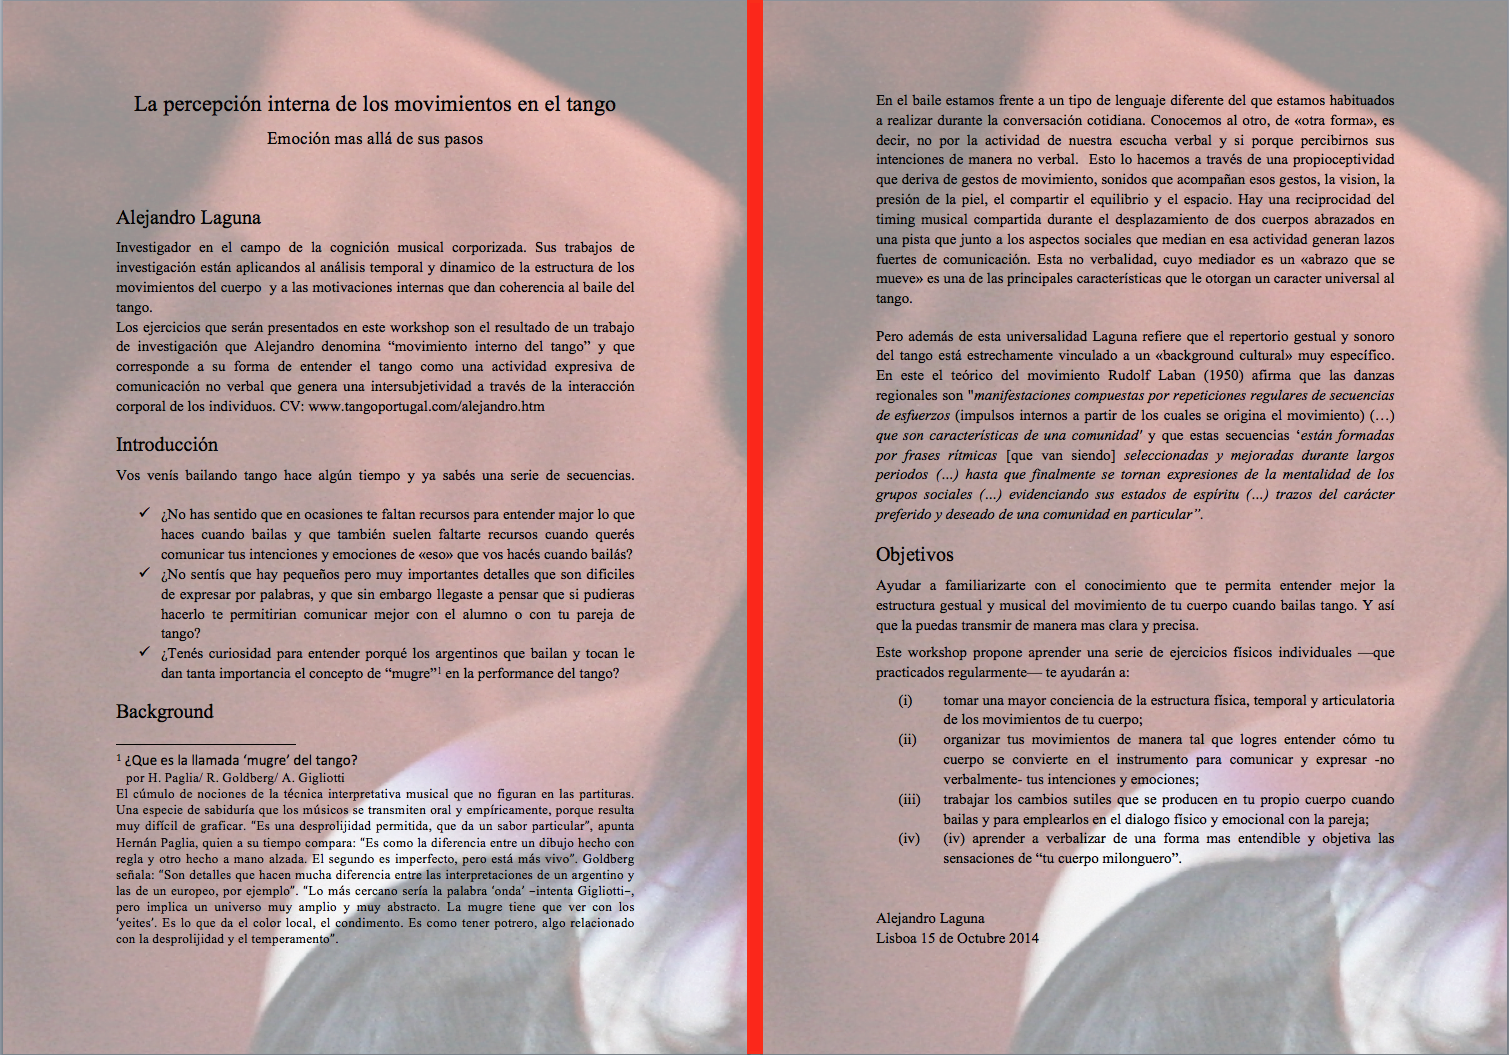 La percepción interna de los movimientos en el tango
Emoción mas allá de sus pasos
Alejandro Laguna
Investigador en el campo de la cognición musical corporizada. Sus trabajos de
investigación están aplicandos al análisis temporal y dinamico de la estructura de los
movimientos del cuerpo y a las motivaciones internas que dan coherencia al baile del
tango.
Los ejercicios que serán presentados en este workshop son el resultado de un trabajo
de investigación que Alejandro denomina “movimiento interno del tango” y que
corresponde a su forma de entender el tango como una actividad expresiva de
comunicación no verbal que genera una intersubjetividad a través de la interacción
corporal de los individuos. CV: www.tangoportugal.com/alejandro.htm
Introducción
Vos venís bailando tango hace algún tiempo y ya sabés una serie de secuencias.
✓ ¿No has sentido que en ocasiones te faltan recursos para entender major lo que
haces cuando bailas y que también suelen faltarte recursos cuando querés
comunicar tus intenciones y emociones de «eso» que vos hacés cuando bailás?
✓ ¿No sentís que hay pequeños pero muy importantes detalles que son dificiles
de expresar por palabras, y que sin embargo llegaste a pensar que si pudieras
hacerlo te permitirian comunicar mejor con el alumno o con tu pareja de
tango?
✓ ¿Tenés curiosidad para entender porqué los argentinos que bailan y tocan le
dan tanta importancia el concepto de “mugre”¹ en la performance del tango?
Background
¹ ¿Que es la llamada ‘mugre’ del tango?
por H. Paglia/ R. Goldberg/ A. Gigliotti
El cúmulo de nociones de la técnica interpretativa musical que no figuran en las partituras.
Una especie de sabiduría que los músicos se transmiten oral y empíricamente, porque resulta
muy difícil de graficar. "Es una desprolijidad permitida, que da un sabor particular", apunta
Hernán Paglia, quien a su tiempo compara: "Es como la diferencia entre un dibujo hecho con
regla y otro hecho a mano alzada. El segundo es imperfecto, pero está más vivo". Goldberg
señala: "Son detalles que hacen mucha diferencia entre las interpretaciones de un argentino y
las de un europeo, por ejemplo". "Lo más cercano sería la palabra ‘onda’ –intenta Gigliotti–,
pero implica un universo muy amplio y muy abstracto. La mugre tiene que ver con los
‘yeites’. Es lo que da el color local, el condimento. Es como tener potrero, algo relacionado
con la desprolijidad y el temperamento".
En el baile estamos frente a un tipo de lenguaje diferente del que estamos habituados
a realizar durante la conversación cotidiana. Conocemos al otro, de «otra forma», es
decir, no por la actividad de nuestra escucha verbal y si porque percibirnos sus
intenciones de manera no verbal. Esto lo hacemos a través de una propioceptividad
que deriva de gestos de movimiento, sonidos que acompañan esos gestos, la vision, la
presión de la piel, el compartir el equilibrio y el espacio. Hay una reciprocidad del
timing musical compartida durante el desplazamiento de dos cuerpos abrazados en
una pista que junto a los aspectos sociales que median en esa actividad generan lazos
fuertes de comunicación. Esta no verbalidad, cuyo mediador es un «abrazo que se
mueve» es una de las principales características que le otorgan un caracter universal al
tango.
Pero además de esta universalidad Laguna refiere que el repertorio gestual y sonoro
del tango está estrechamente vinculado a un «background cultural» muy específico.
En este el teórico del movimiento Rudolf Laban (1950) afirma que las danzas
regionales son "manifestaciones compuestas por repeticiones regulares de secuencias
de esfuerzos (impulsos internos a partir de los cuales se origina el movimiento) (…)
que son características de una comunidad' y que estas secuencias ‘están formadas
por frases rítmicas [que van siendo] seleccionadas y mejoradas durante largos
periodos (...) hasta que finalmente se tornan expresiones de la mentalidad de los
grupos sociales (...) evidenciando sus estados de espíritu (...) trazos del carácter
preferido y deseado de una comunidad en particular”.
Objetivos
Ayudar a familiarizarte con el conocimiento que te permita entender mejor la
estructura gestual y musical del movimiento de tu cuerpo cuando bailas tango. Y así
que la puedas transmitir de manera mas clara y precisa.
Este workshop propone aprender una serie de ejercicios físicos individuales —que
practicados regularmente— te ayudarán a:
(i) tomar una mayor conciencia de la estructura física, temporal y articulatoria
de los movimientos de tu cuerpo;
(ii) organizar tus movimientos de manera tal que logres entender cómo tu
cuerpo se convierte en el instrumento para comunicar y expresar -no
verbalmente- tus intenciones y emociones;
(iii) trabajar los cambios sutiles que se producen en tu propio cuerpo cuando
bailas y para emplearlos en el dialogo físico y emocional con la pareja;
(iv) (iv) aprender a verbalizar de una forma mas entendible y objetiva las
sensaciones de “tu cuerpo milonguero”.
Alejandro Laguna
Lisboa 15 de Octubre 2014